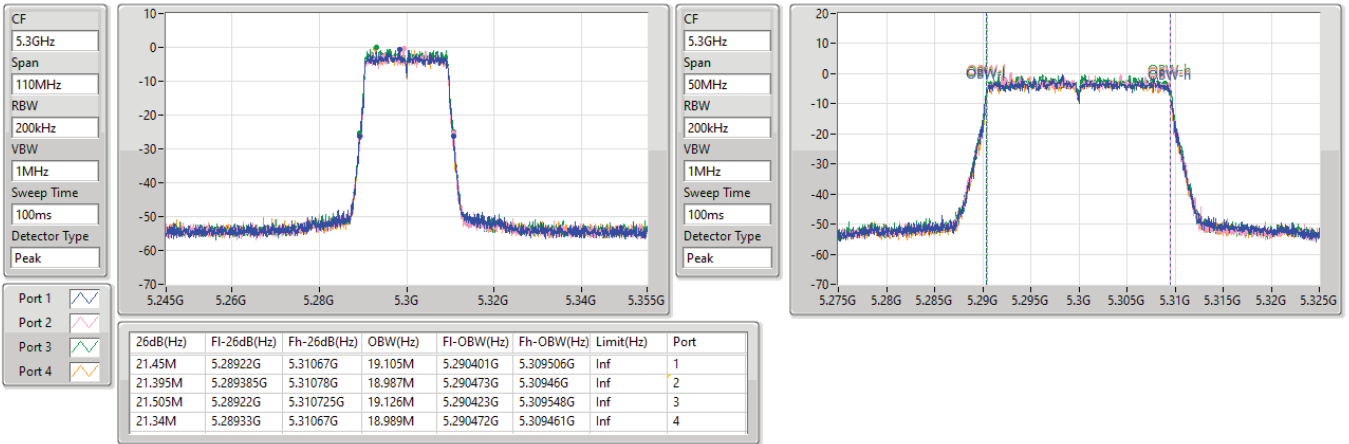 CF
5.3GHz
Span
110MHz
RBW
200kHz
VBW
1MHz
Sweep Time
100ms
Detector Type
Peak
10
0
-10
-20
-30
-40
-50
-60
-70
5.245G 5.26G 5.28G 5.3G 5.32G 5.34G 5.355G
CF
5.3GHz
Span
50MHz
RBW
200kHz
VBW
1MHz
Sweep Time
100ms
Detector Type
Peak
20
10
0
-10
-20
-30
-40
-50
-60
-70
OBW-l OBW-h
5.275G 5.28G 5.285G 5.29G 5.295G 5.3G 5.305G 5.31G 5.315G 5.32G 5.325G
Port 1
Port 2
Port 3
Port 4
26dB(Hz) Fl-26dB(Hz) Fh-26dB(Hz) OBW(Hz) Fl-OBW(Hz) Fh-OBW(Hz) Limit(Hz) Port
21.45M 5.28922G 5.31067G 19.105M 5.290401G 5.309506G Inf 1
21.395M 5.289385G 5.31078G 18.987M 5.290473G 5.30946G Inf 2
21.505M 5.28922G 5.310725G 19.126M 5.290423G 5.309548G Inf 3
21.34M 5.28933G 5.31067G 18.989M 5.290472G 5.309461G Inf 4